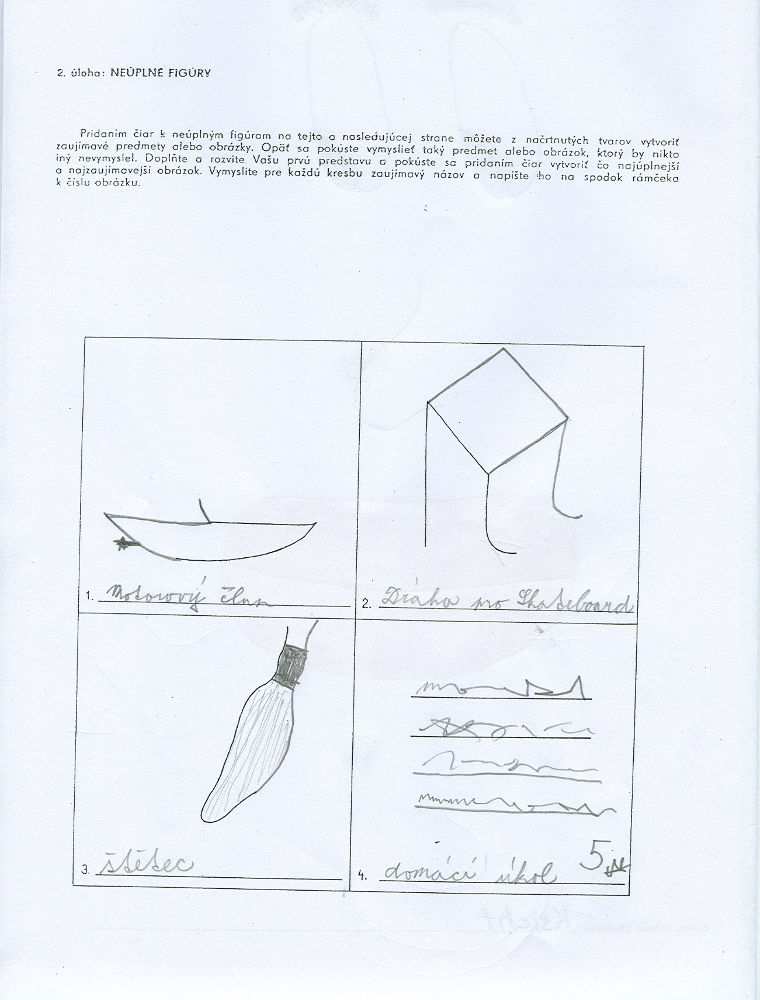 2. úloha: NEÚPLNÉ FIGÚRY
Pridaním čiar k neúplným figúram na tejto a nasledujúcej strane môžete z načrtnutých tvarov vytvoriť
zaujímavé predmety alebo obrázky. Opäť sa pokúste vymyslieť taký predmet alebo obrázok, ktorý by nikto
iný nevymyslel. Doplňte a rozvite Vašu prvú predstavu a pokúste sa pridaním čiar vytvoriť čo najúplnejší
a najzaujímavejší obrázok. Vymyslite pre každú kresbu zaujímavý názov a napíšte ho na spodok rámčeka
k číslu obrázku.
1. Motorový člun
2. Dráha pro Skateboard
3. štětec
4. domácí úkol 5